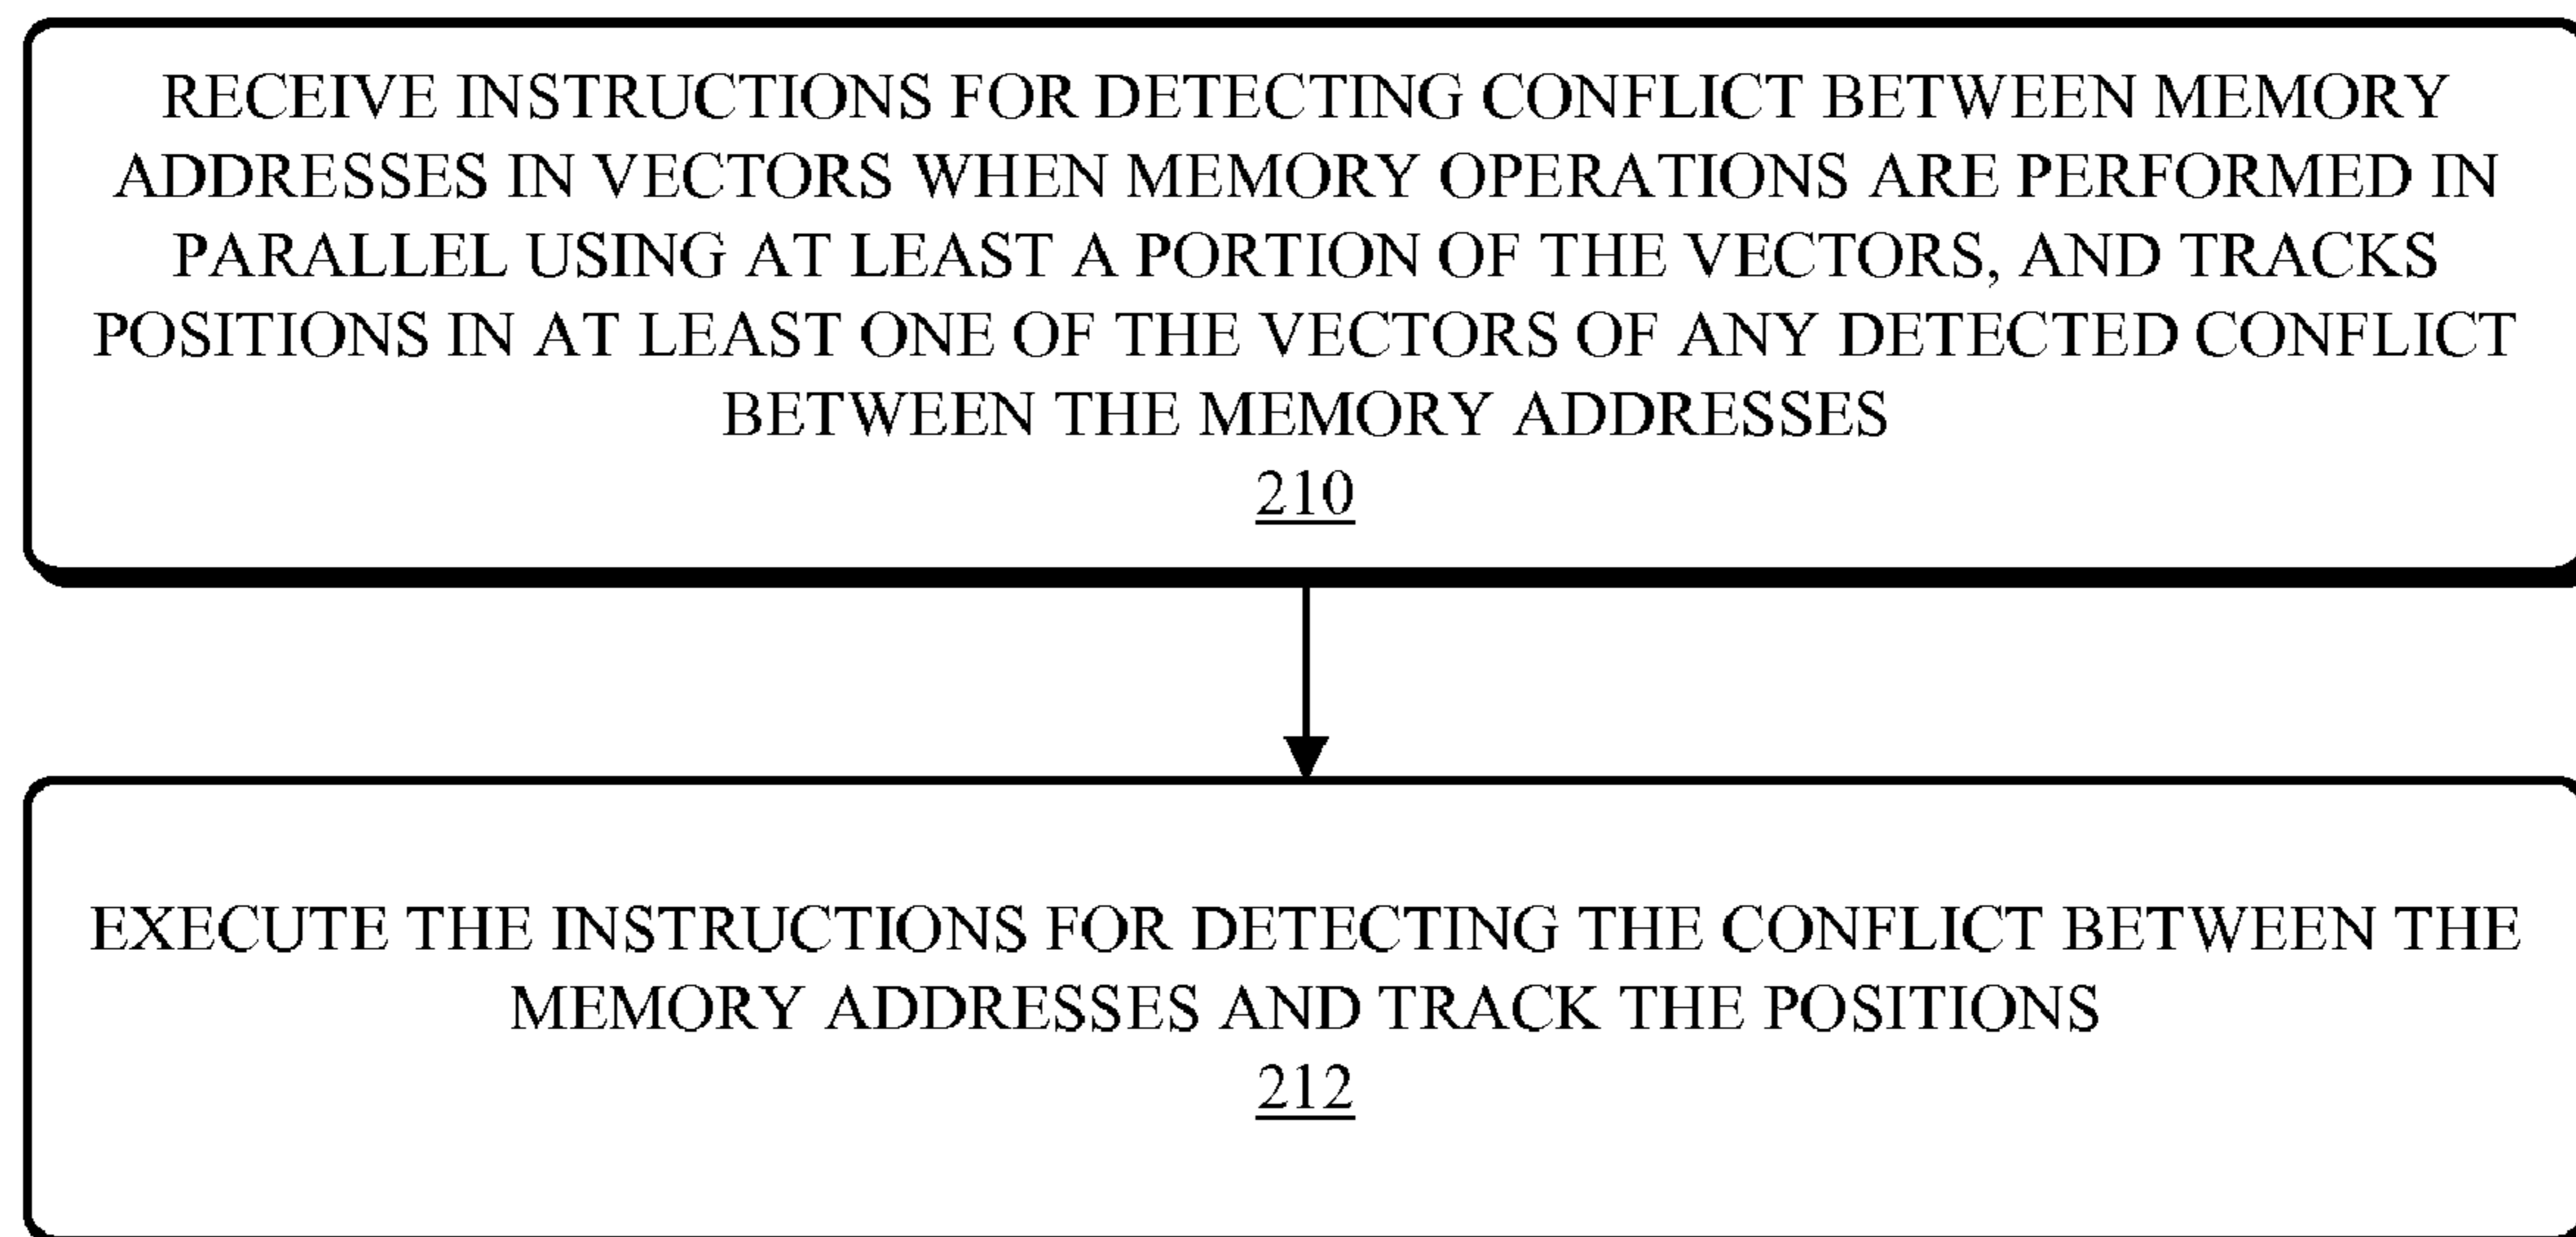 RECEIVE INSTRUCTIONS FOR DETECTING CONFLICT BETWEEN MEMORY
ADDRESSES IN VECTORS WHEN MEMORY OPERATIONS ARE PERFORMED IN
PARALLEL USING AT LEAST A PORTION OF THE VECTORS, AND TRACKS
POSITIONS IN AT LEAST ONE OF THE VECTORS OF ANY DETECTED CONFLICT
BETWEEN THE MEMORY ADDRESSES
210
EXECUTE THE INSTRUCTIONS FOR DETECTING THE CONFLICT BETWEEN THE
MEMORY ADDRESSES AND TRACK THE POSITIONS
212